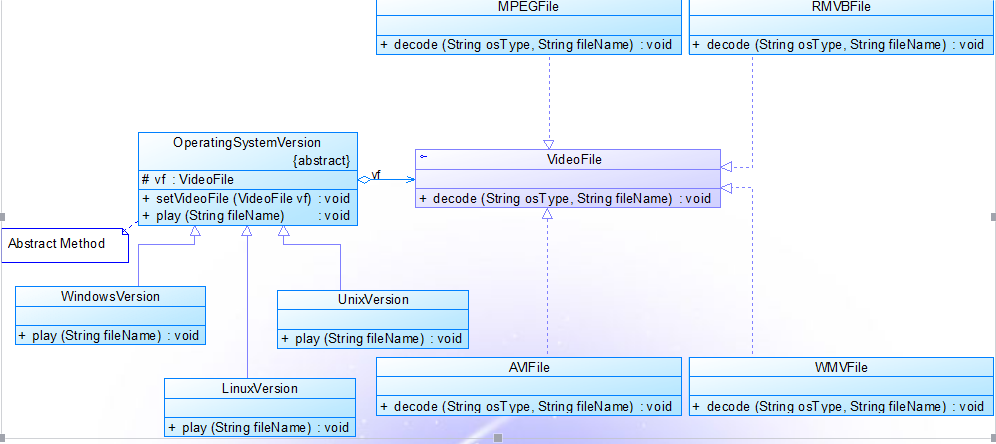 MPEGFile
+ decode (String osType, String fileName) : void
RMVBFile
+ decode (String osType, String fileName) : void
OperatingSystemVersion
{abstract}
# vf : VideoFile
+ setVideoFile (VideoFile vf) : void
+ play (String fileName) : void
vf
VideoFile
+ decode (String osType, String fileName) : void
Abstract Method
WindowsVersion
+ play (String fileName) : void
UnixVersion
+ play (String fileName) : void
LinuxVersion
+ play (String fileName) : void
AVIFile
+ decode (String osType, String fileName) : void
WMVFile
+ decode (String osType, String fileName) : void